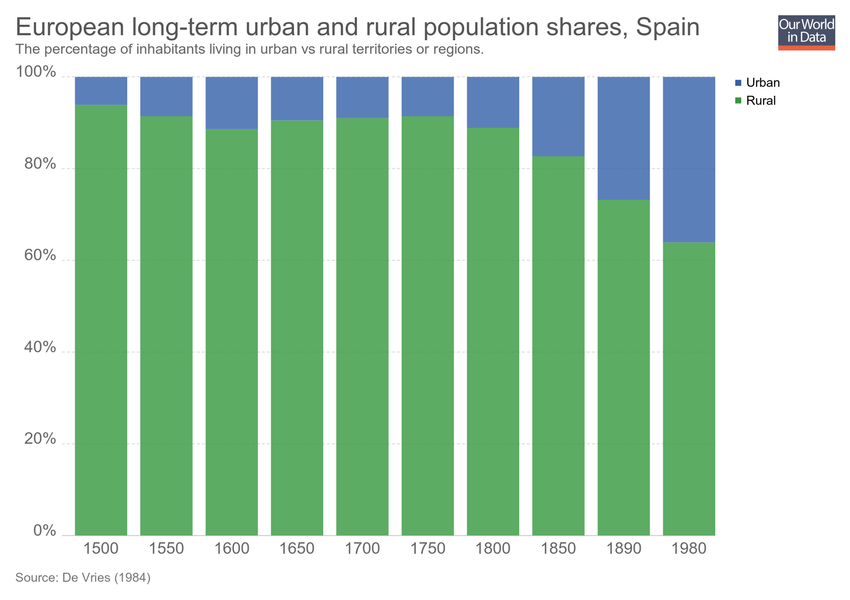 European long-term urban and rural population shares, Spain
The percentage of inhabitants living in urban vs rural territories or regions.
Our World
in Data
100%
80%
60%
40%
20%
0%
1500 1550 1600 1650 1700 1750 1800 1850 1890 1980
Urban
Rural
Source: De Vries (1984)